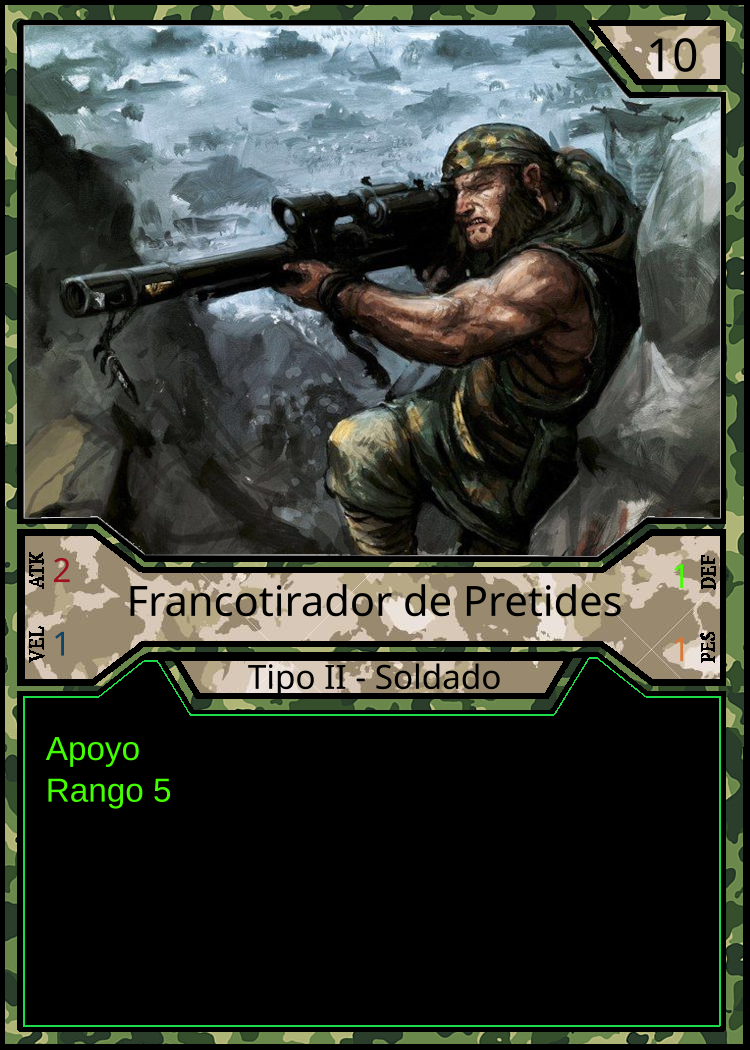 10
ATK 2
1 DEF
Francotirador de Pretides
VEL 1
1 PES
Tipo II - Soldado
Apoyo
Rango 5